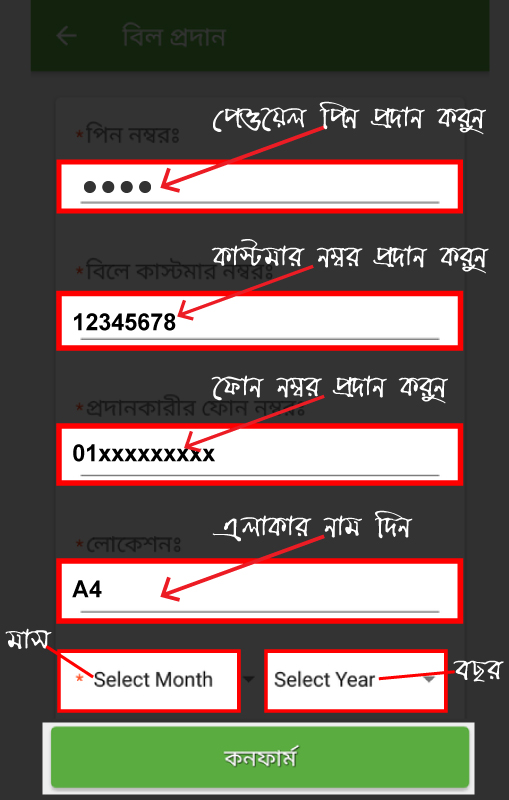 বিল প্রদান
পেওয়েল পিন প্রদান করুন
*পিন নম্বরঃ
কাস্টমার নম্বর প্রদান করুন
*বিলে কাস্টমার নম্বরঃ
12345678
ফোন নম্বর প্রদান করুন
*প্রদানকারীর ফোন নম্বরঃ
01xxxxxxxxx
এলাকার নাম দিন
*লোকেশনঃ
A4
মাস
* Select Month Select Year
বছর
কনফার্ম